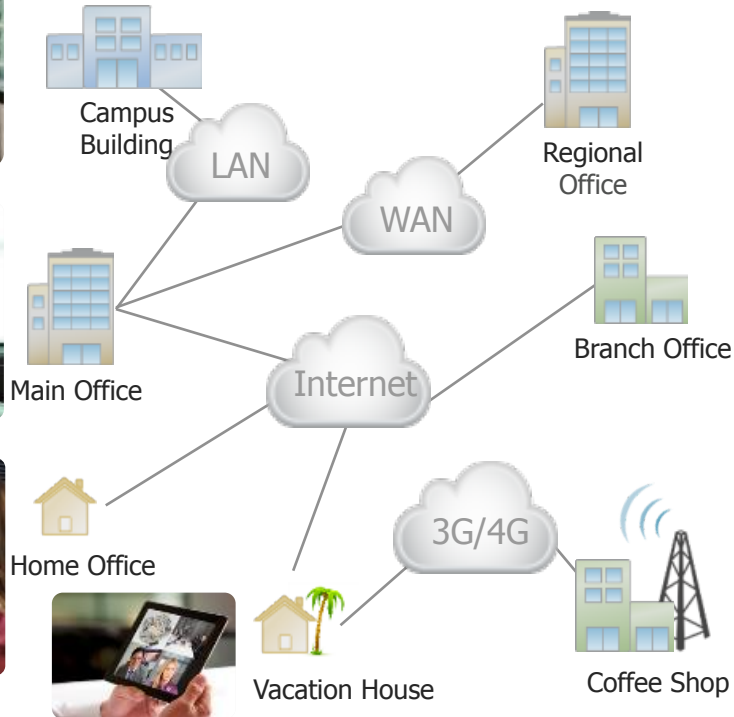 Campus
Building
LAN
Regional
Office
WAN
Branch Office
Main Office
Internet
3G/4G
Home Office
Vacation House
Coffee Shop